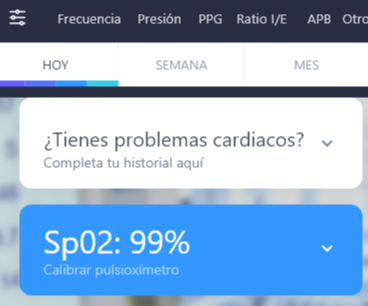 Frecuencia Presión PPG Ratio I/E APB Otro
HOY SEMANA MES
¿Tienes problemas cardiacos?
Completa tu historial aquí
Sp02: 99%
Calibrar pulsioxímetro